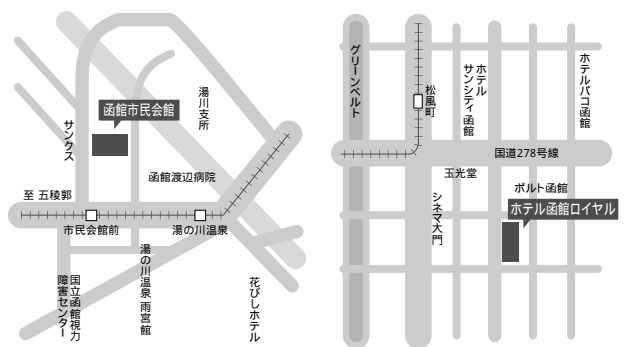 湯川支所
函館市民会館
サンクス
函館渡辺病院
至 五稜郭
市民会館前
湯の川温泉
湯の川温泉 雨宮館
国立函館視力
障害センター
花びしホテル
グリーンベルト
松風町
ホテル
サンシティ函館
ホテルパコ函館
国道278号線
玉光堂
ポルト函館
ホテル函館ロイヤル
シネマ大門